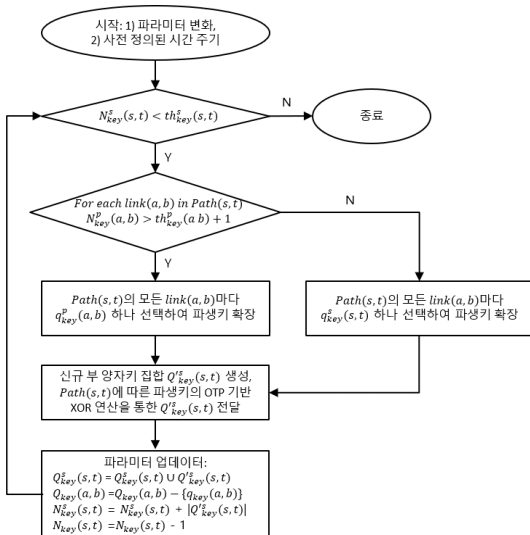 시작: 1) 파라미터 변화,
2) 사전 정의된 시간 주기
N^s_key(s,t) < th^s_key(s,t)
N
종료
Y
For each link(a,b) in Path(s,t)
N^p_key(a,b) > th^p_key(a b) + 1
N
Y
Path(s,t)의 모든 link(a,b)마다
q^p_key(a,b) 하나 선택하여 파생키 확장
Path(s,t)의 모든 link(a,b)마다
q^s_key(s,t) 하나 선택하여 파생키 확장
신규 부 양자키 집합 Q'^s_key(s,t) 생성,
Path(s,t)에 따른 파생키의 OTP 기반
XOR 연산을 통한 Q'^s_key(s,t) 전달
파라미터 업데이터:
Q^s_key(s,t) = Q^s_key(s,t) ∪ Q'^s_key(s,t)
Q_key(a,b) =Q_key(a,b) − {q_key(a,b)}
N^s_key(s,t) = N^s_key(s,t) + |Q'^s_key(s,t)|
N_key(s,t) =N_key(s,t) - 1